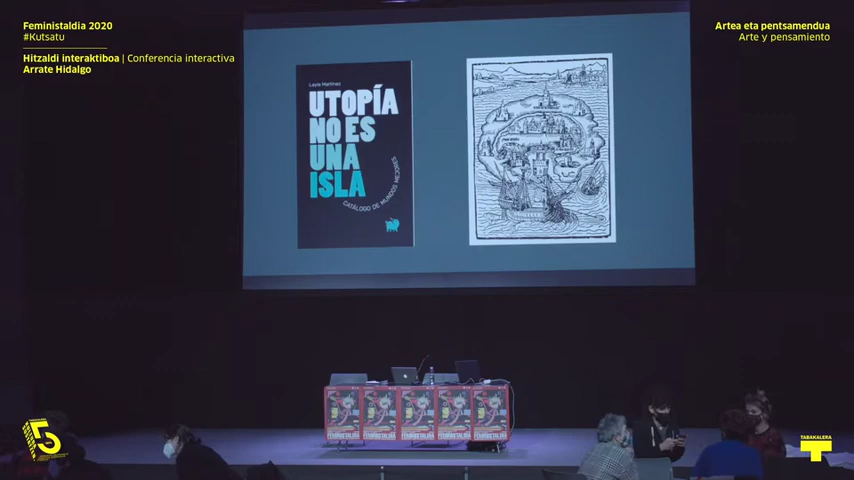 Feministaldia 2020
#Kutsatu
Hitzaldi interaktiboa | Conferencia interactiva
Arrate Hidalgo
Artea eta pentsamendua
Arte y pensamiento
Layla Martínez
UTOPÍA
NO ES
UNA
ISLA
CATÁLOGO DE MUNDOS MEJORES
FEMINISTALDIA
TABAKALERA